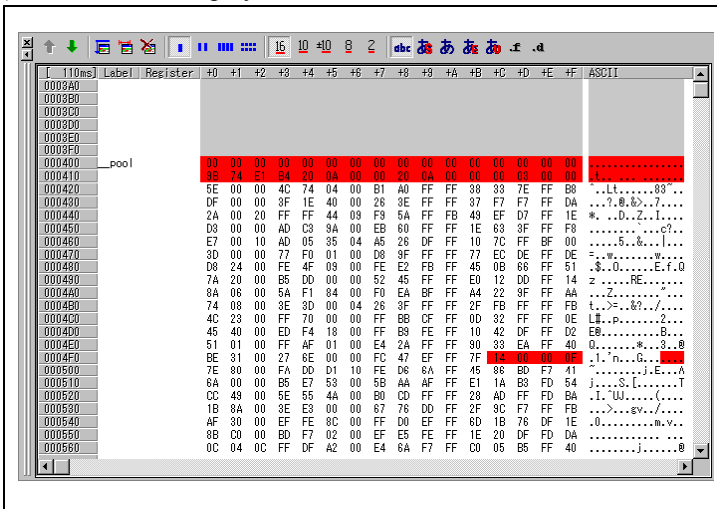 16 10 ±10 8 2 abc あ あ あ あ .f .d
[ 110ms] Label Register +0 +1 +2 +3 +4 +5 +6 +7 +8 +9 +A +B +C +D +E +F ASCII
0003A0
0003B0
0003C0
0003D0
0003E0
0003F0
000400 __pool 00 00 00 00 00 00 00 00 00 00 00 00 00 00 00 00 ................
000410 9B 74 E1 B4 20 0A 00 00 20 0A 00 00 00 03 00 00 .t.. ... .......
000420 5E 00 00 4C 74 04 00 B1 A0 FF FF 38 33 7E FF B8 ^..Lt......83~..
000430 DF 00 00 3F 1E 40 00 26 3E FF FF 37 F7 F7 FF DA ...?.@.&>..7....
000440 2A 00 20 FF FF 44 09 F9 5A FF FB 49 EF D7 FF 1E *. ..D..Z..I....
000450 D3 00 00 AD C3 9A 00 EB 60 FF FF 1E 63 3F FF F8 ........`...c?..
000460 E7 00 10 AD 05 35 04 A5 26 DF FF 10 7C FF BF 00 .....5..&...|...
000470 3D 00 00 77 F0 01 00 D8 9F FF FF 77 EC DE FF DE =..w.......w....
000480 D8 24 00 FE 4F 09 00 FE E2 FB FF 45 0B 66 FF 51 .$..O......E.f.Q
000490 7A 20 00 B5 DD 00 00 52 45 FF FF E0 12 DD FF 14 z .....RE.......
0004A0 8A 06 00 5A F1 84 00 F0 EA BF FF A4 22 9F FF AA ...Z........"...
0004B0 74 08 00 3E 3D 00 04 26 3F FF FF 2F FB FF FF FB t..>=..&?../....
0004C0 4C 23 00 FF 70 00 00 FF BB CF FF 0D 32 FF FF 0E L#..p.......2...
0004D0 45 40 00 ED F4 18 00 FF B9 FE FF 10 42 DF FF D2 E@..........B...
0004E0 51 01 00 FF AF 01 00 E4 2A FF FF 90 33 EA FF 40 Q.......*...3..@
0004F0 BE 31 00 27 6E 00 00 FC 47 EF FF 7F 14 00 00 0F .1.'n...G.......
000500 7E 80 00 FA DD D1 10 FE D6 6A FF 45 86 BD F7 41 ~........j.E...A
000510 6A 00 00 B5 E7 53 00 5B AA AF FF E1 1A B3 FD 54 j....S.[.......T
000520 CC 49 00 5E 55 4A 00 B0 CD FF FF 28 AD FF FD BA .I.^UJ.....(....
000530 1B 8A 00 3E E3 00 00 67 76 DD FF 2F 9C F7 FF FB ...>...gv../....
000540 AF 30 00 EF FE 8C 00 FF D0 EF FF 6D 1B 76 DF 1E .0.........m.v..
000550 8B C0 00 BD F7 02 00 EF E5 FE FF 1E 20 DF FD DA ............ ...
000560 0C 04 0C FF DF A2 00 E4 6A F7 FF C0 05 B5 FF 40 ........j......@